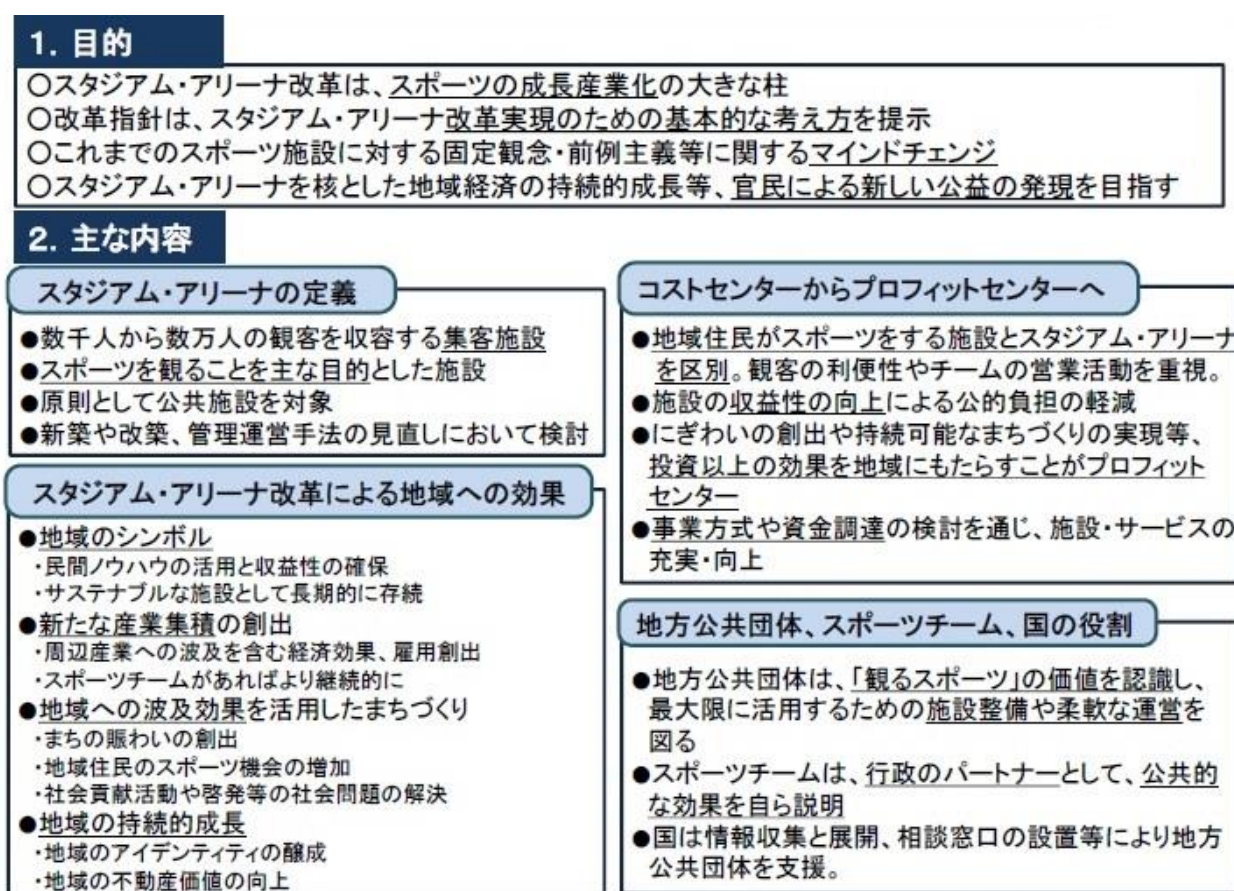 1. 目的
○スタジアム・アリーナ改革は、スポーツの成長産業化の大きな柱
○改革指針は、スタジアム・アリーナ改革実現のための基本的な考え方を提示
○これまでのスポーツ施設に対する固定観念・前例主義等に関するマインドチェンジ
○スタジアム・アリーナを核とした地域経済の持続的成長等、官民による新しい公益の発現を目指す
2. 主な内容
スタジアム・アリーナの定義
●数千人から数万人の観客を収容する集客施設
●スポーツを観ることを主な目的とした施設
●原則として公共施設を対象
●新築や改築、管理運営手法の見直しにおいて検討
スタジアム・アリーナ改革による地域への効果
●地域のシンボル
・民間ノウハウの活用と収益性の確保
・サステナブルな施設として長期的に存続
●新たな産業集積の創出
・周辺産業への波及を含む経済効果、雇用創出
・スポーツチームがあればより継続的に
●地域への波及効果を活用したまちづくり
・まちの賑わいの創出
・地域住民のスポーツ機会の増加
・社会貢献活動や啓発等の社会問題の解決
●地域の持続的成長
・地域のアイデンティティの醸成
・地域の不動産価値の向上
コストセンターからプロフィットセンターへ
●地域住民がスポーツをする施設とスタジアム・アリーナ
を区別。観客の利便性やチームの営業活動を重視。
●施設の収益性の向上による公的負担の軽減
●にぎわいの創出や持続可能なまちづくりの実現等、
投資以上の効果を地域にもたらすことがプロフィット
センター
●事業方式や資金調達の検討を通じ、施設・サービスの
充実・向上
地方公共団体、スポーツチーム、国の役割
●地方公共団体は、「観るスポーツ」の価値を認識し、
最大限に活用するための施設整備や柔軟な運営を
図る
●スポーツチームは、行政のパートナーとして、公共的
な効果を自ら説明
●国は情報収集と展開、相談窓口の設置等により地方
公共団体を支援。